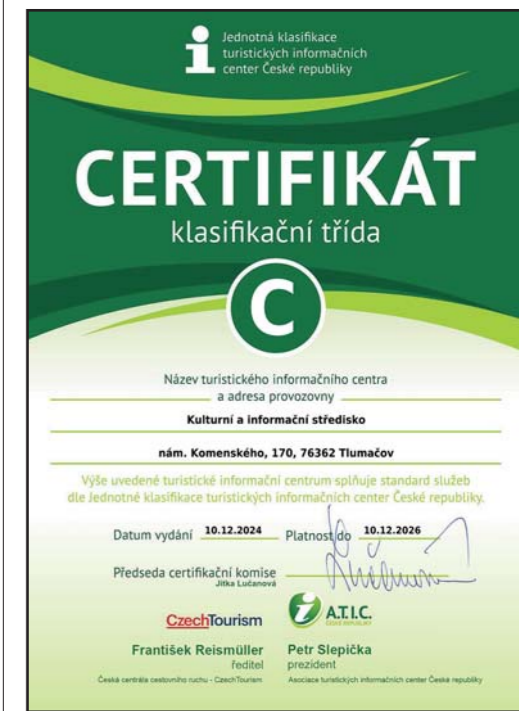 Jednotná klasifikace
turistických informačních
center České republiky
CERTIFIKÁT
klasifikační třída
C
Název turistického informačního centra
a adresa provozovny
Kulturní a informační středisko
nám. Komenského, 170, 76362 Tlumačov
Výše uvedené turistické informační centrum splňuje standard služeb
dle Jednotné klasifikace turistických informačních center České republiky.
Datum vydání 10.12.2024 Platnost do 10.12.2026
Předseda certifikační komise
Jitka Lučanová
CzechTourism
A.T.I.C.
ČESKÉ REPUBLIKY
František Reismüller
ředitel
Česká centrála cestovního ruchu - CzechTourism
Petr Slepička
prezident
Asociace turistických informačních center České republiky